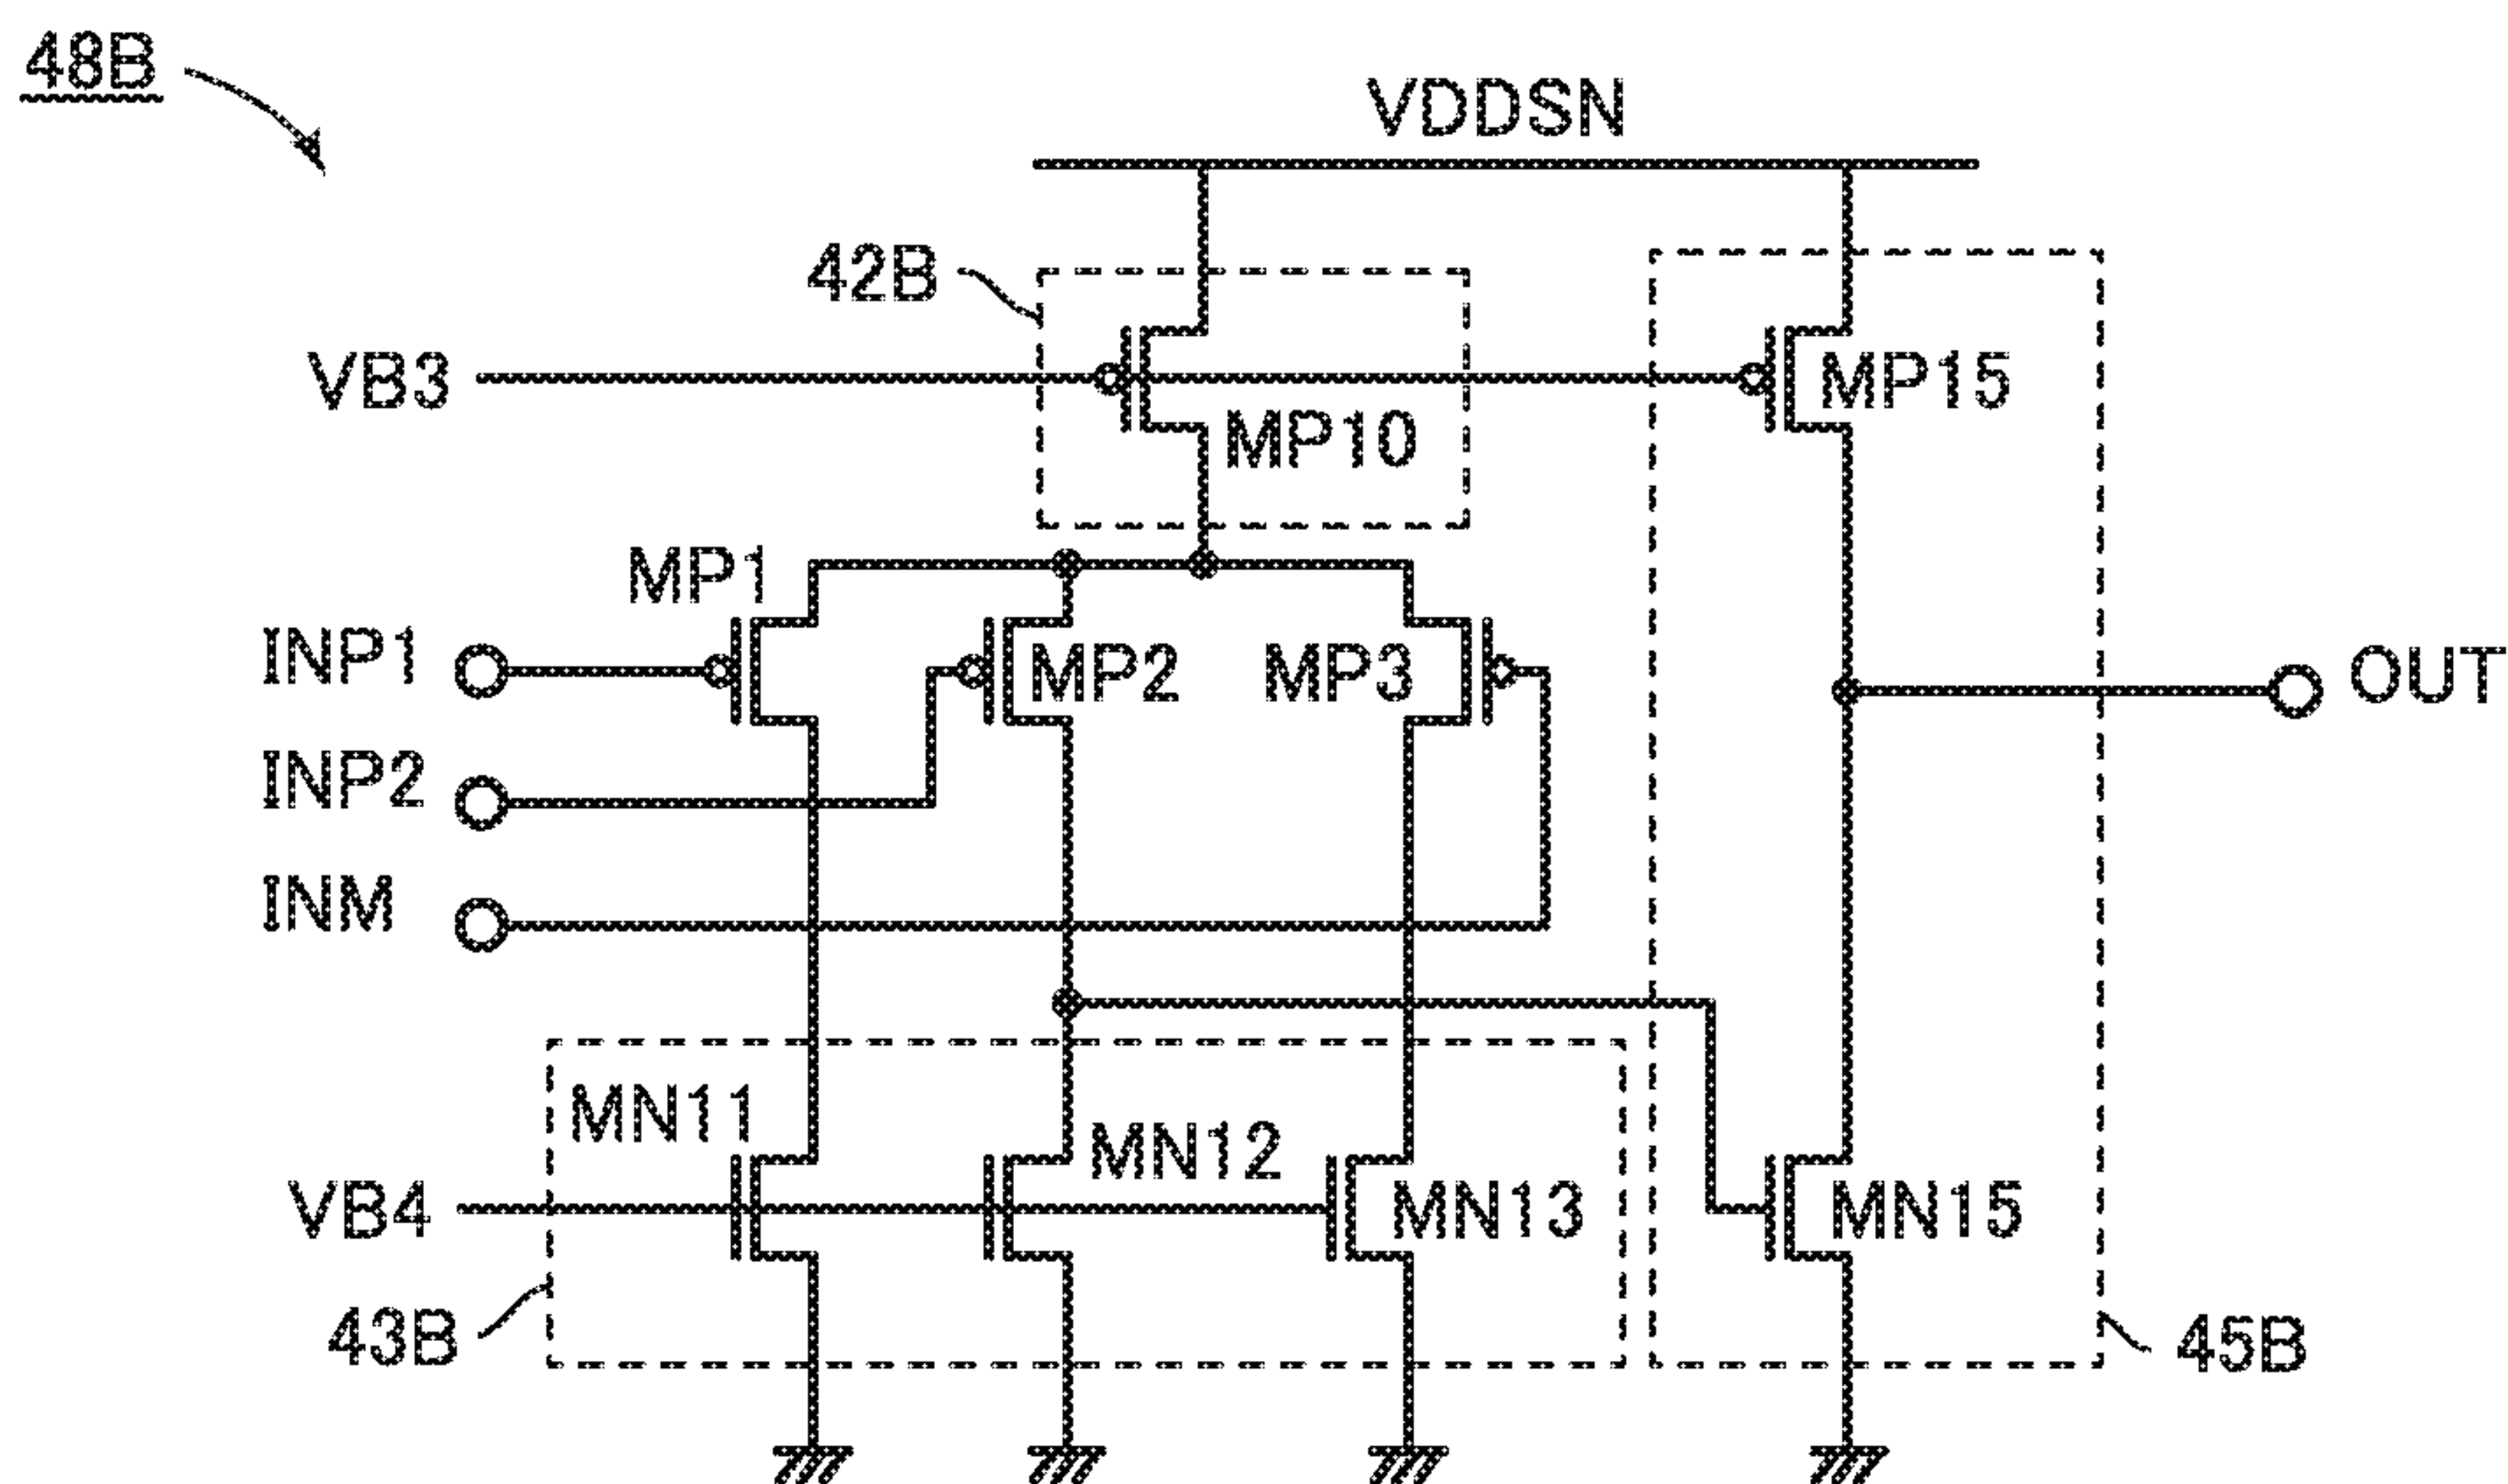 48B
VDDSN
42B
VB3
MP10
MP15
MP1
INP1
MP2
MP3
OUT
INP2
INM
MN11
MN12
VB4
MN13
MN15
43B
45B